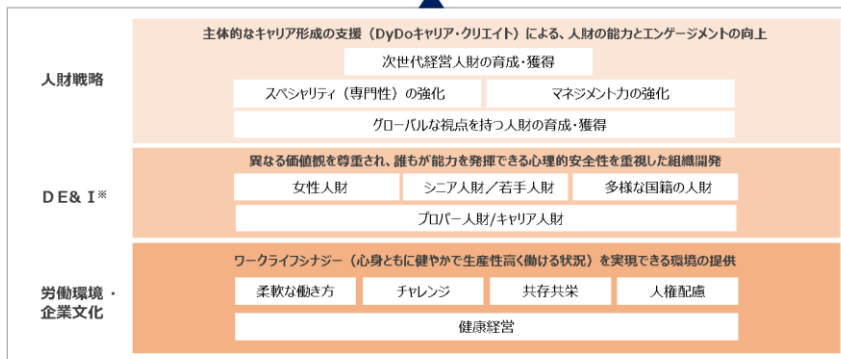 主体的なキャリア形成の支援（DyDoキャリア・クリエイト）による、人財の能力とエンゲージメントの向上
人財戦略
次世代経営人財の育成・獲得
スペシャリティ（専門性）の強化
マネジメント力の強化
グローバルな視点を持つ人財の育成・獲得
異なる価値観を尊重され、誰もが能力を発揮できる心理的安全性を重視した組織開発
DE&I※
女性人財
シニア人財／若手人財
多様な国籍の人財
プロパー人財/キャリア人財
ワークライフシナジー（心身ともに健やかで生産性高く働ける状況）を実現できる環境の提供
労働環境・
企業文化
柔軟な働き方
チャレンジ
共存共栄
人権配慮
健康経営